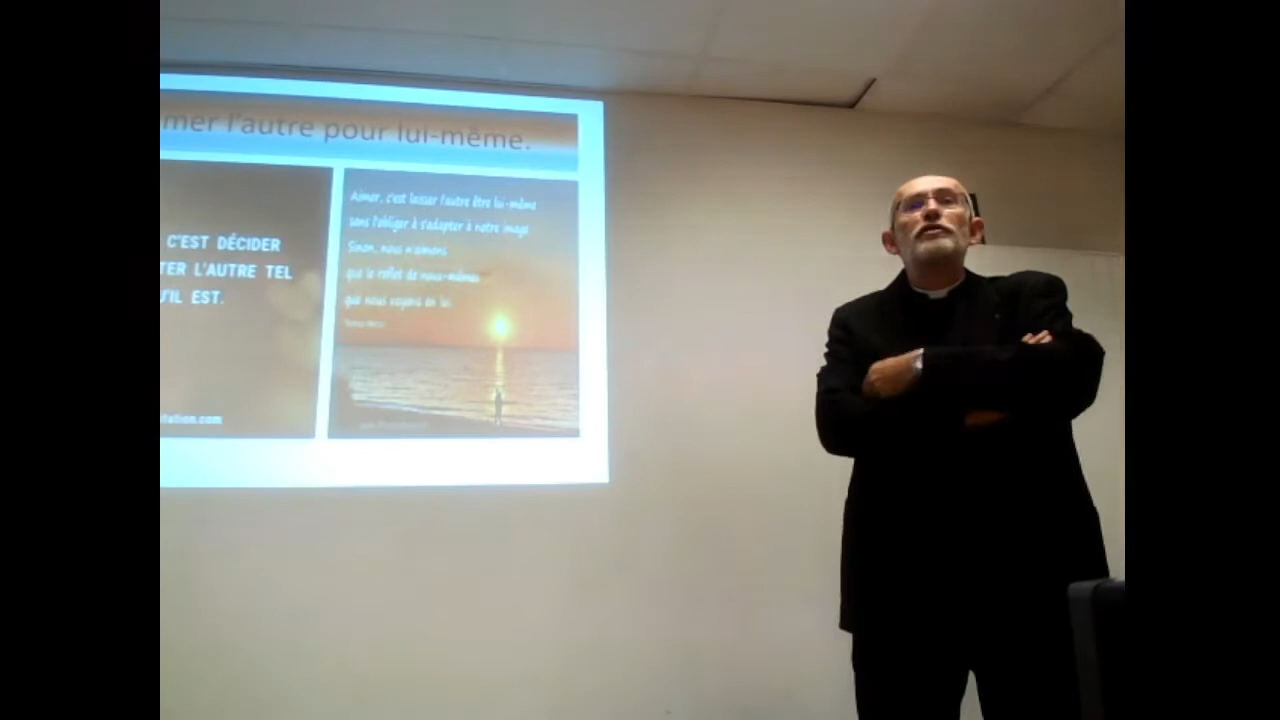 mer l'autre pour lui-même.
C'EST DÉCIDER
TER L'AUTRE TEL
'IL EST.
tation.com
Aimer, c'est laisser l'autre être lui-même
sans l'obliger à s'adapter à notre image
Sinon, nous n'aimons
que le reflet de nous-mêmes
que nous voyons en lui